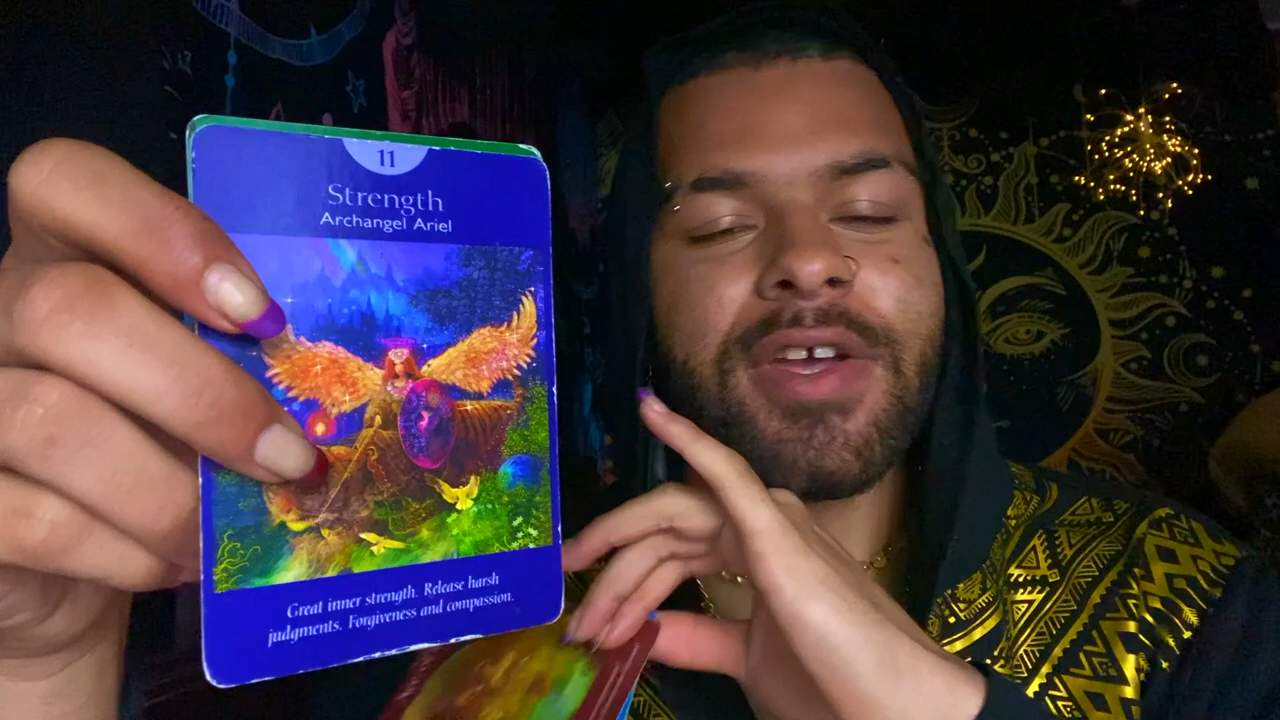 11
Strength
Archangel Ariel
Great inner strength. Release harsh
judgments. Forgiveness and compassion.